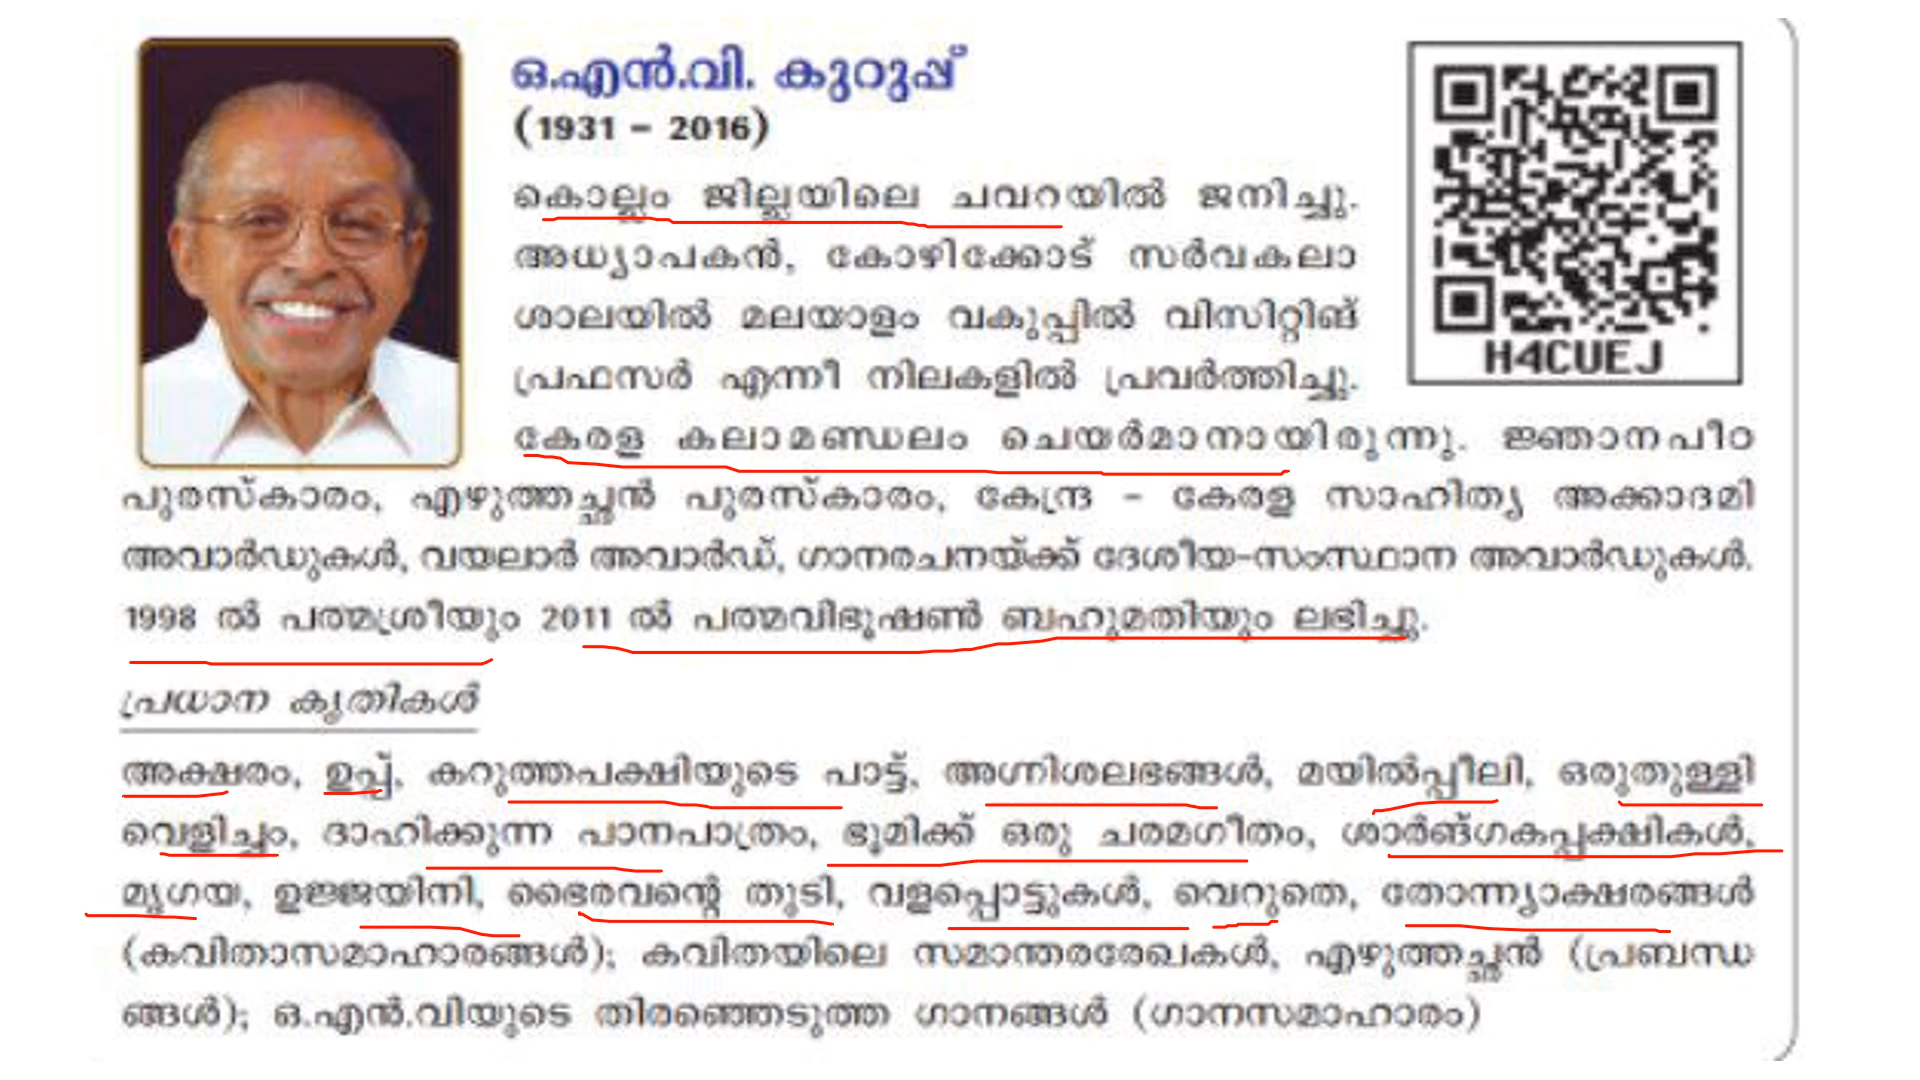 ഒ.എൻ.വി. കുറുപ്പ്
(1931 - 2016)
കൊല്ലം ജില്ലയിലെ ചവറയിൽ ജനിച്ചു.
അധ്യാപകൻ, കോഴിക്കോട് സർവകലാ
ശാലയിൽ മലയാളം വകുപ്പിൽ വിസിറ്റിങ്
പ്രഫസർ എന്നീ നിലകളിൽ പ്രവർത്തിച്ചു.
H4CUEJ
കേരള കലാമണ്ഡലം ചെയർമാനായിരുന്നു. ജ്ഞാനപീഠ
പുരസ്കാരം, എഴുത്തച്ഛൻ പുരസ്കാരം, കേന്ദ്ര - കേരള സാഹിത്യ അക്കാദമി
അവാർഡുകൾ, വയലാർ അവാർഡ്, ഗാനരചനയ്ക്ക് ദേശീയ-സംസ്ഥാന അവാർഡുകൾ.
1998 ൽ പത്മശ്രീയും 2011 ൽ പത്മവിഭൂഷൺ ബഹുമതിയും ലഭിച്ചു.
പ്രധാന കൃതികൾ
അക്ഷരം, ഉപ്പ്, കറുത്തപക്ഷിയുടെ പാട്ട്, അഗ്നിശലഭങ്ങൾ, മയിൽപ്പീലി, ഒരുതുള്ളി
വെളിച്ചം, ദാഹിക്കുന്ന പാനപാത്രം, ഭൂമിക്ക് ഒരു ചരമഗീതം, ശാർങ്ഗകപ്പക്ഷികൾ,
മൃഗയ, ഉജ്ജയിനി, ഭൈരവന്റെ തുടി, വളപ്പൊട്ടുകൾ, വെറുതെ, തോന്ന്യാക്ഷരങ്ങൾ
(കവിതാസമാഹാരങ്ങൾ); കവിതയിലെ സമാന്തരരേഖകൾ, എഴുത്തച്ഛൻ (പ്രബന്ധ
ങ്ങൾ); ഒ.എൻ.വിയുടെ തിരഞ്ഞെടുത്ത ഗാനങ്ങൾ (ഗാനസമാഹാരം)